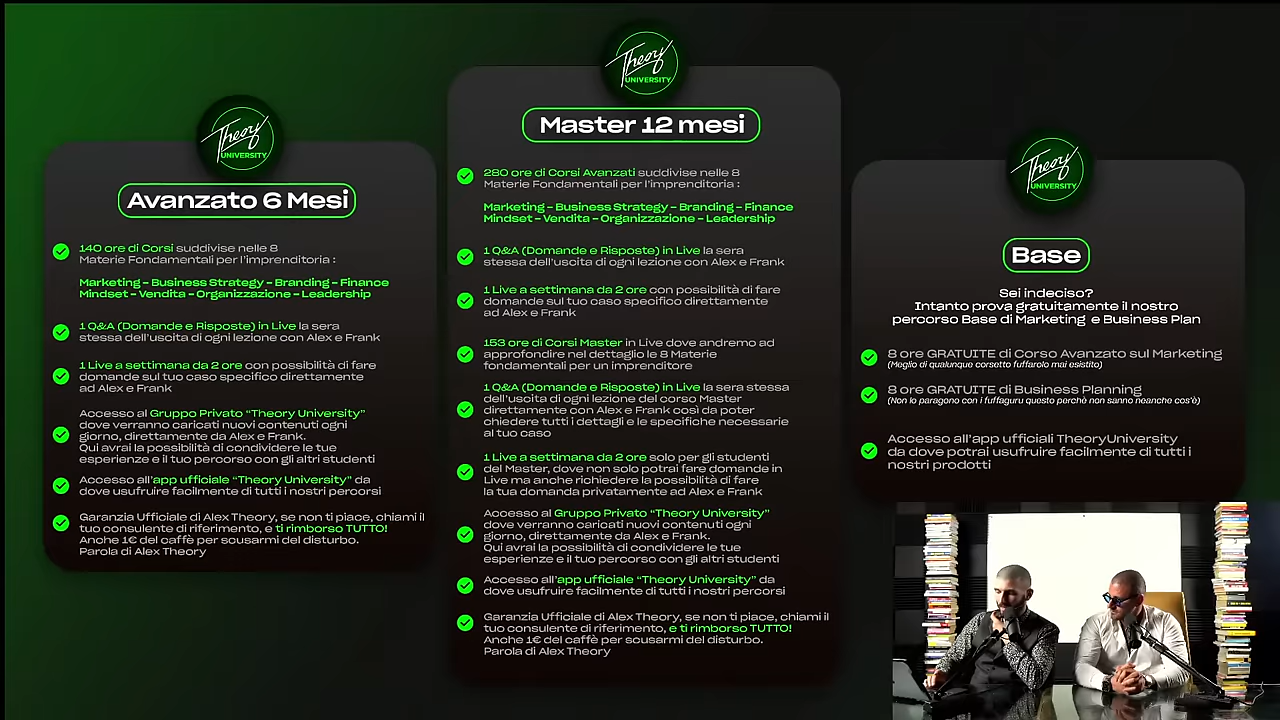 Theory
UNIVERSITY
Avanzato 6 Mesi
140 ore di Corsi suddivise nelle 8
Materie Fondamentali per l'imprenditoria :
Marketing – Business Strategy – Branding – Finance
Mindset – Vendita – Organizzazione – Leadership
1 Q&A (Domande e Risposte) in Live la sera
stessa dell'uscita di ogni lezione con Alex e Frank
1 Live a settimana da 2 ore con possibilità di fare
domande sul tuo caso specifico direttamente
ad Alex e Frank
Accesso al Gruppo Privato "Theory University"
dove verranno caricati nuovi contenuti ogni
giorno, direttamente da Alex e Frank.
Qui avrai la possibilità di condividere le tue
esperienze e il tuo percorso con gli altri studenti
Accesso all'app ufficiale "Theory University" da
dove usufruire facilmente di tutti i nostri percorsi
Garanzia Ufficiale di Alex Theory, se non ti piace, chiami il
tuo consulente di riferimento, e ti rimborso TUTTO!
Anche 1€ del caffè per scusarmi del disturbo.
Parola di Alex Theory
Theory
UNIVERSITY
Master 12 mesi
280 ore di Corsi Avanzati suddivise nelle 8
Materie Fondamentali per l'imprenditoria :
Marketing – Business Strategy – Branding – Finance
Mindset – Vendita – Organizzazione – Leadership
1 Q&A (Domande e Risposte) in Live la sera
stessa dell'uscita di ogni lezione con Alex e Frank
1 Live a settimana da 2 ore con possibilità di fare
domande sul tuo caso specifico direttamente
ad Alex e Frank
153 ore di Corsi Master in Live dove andremo ad
approfondire nel dettaglio le 8 Materie
fondamentali per un imprenditore
1 Q&A (Domande e Risposte) in Live la sera stessa
dell'uscita di ogni lezione del corso Master
direttamente con Alex e Frank così da poter
chiedere tutti i dettagli e le specifiche necessarie
al tuo caso
1 Live a settimana da 2 ore solo per gli studenti
del Master, dove non solo potrai fare domande in
Live ma anche richiedere la possibilità di fare
la tua domanda privatamente ad Alex e Frank
Accesso al Gruppo Privato "Theory University"
dove verranno caricati nuovi contenuti ogni
giorno, direttamente da Alex e Frank.
Qui avrai la possibilità di condividere le tue
esperienze e il tuo percorso con gli altri studenti
Accesso all'app ufficiale "Theory University" da
dove usufruire facilmente di tutti i nostri percorsi
Garanzia Ufficiale di Alex Theory, se non ti piace, chiami il
tuo consulente di riferimento, e ti rimborso TUTTO!
Anche 1€ del caffè per scusarmi del disturbo.
Parola di Alex Theory
Theory
UNIVERSITY
Base
Sei indeciso?
Intanto prova gratuitamente il nostro
percorso Base di Marketing e Business Plan
8 ore GRATUITE di Corso Avanzato sul Marketing
(Meglio di qualunque corsetto fuffarolo mai esistito)
8 ore GRATUITE di Business Planning
(Non lo paragono con i fuffaguru questo perchè non sanno neanche cos'è)
Accesso all'app ufficiali TheoryUniversity
da dove potrai usufruire facilmente di tutti i
nostri prodotti